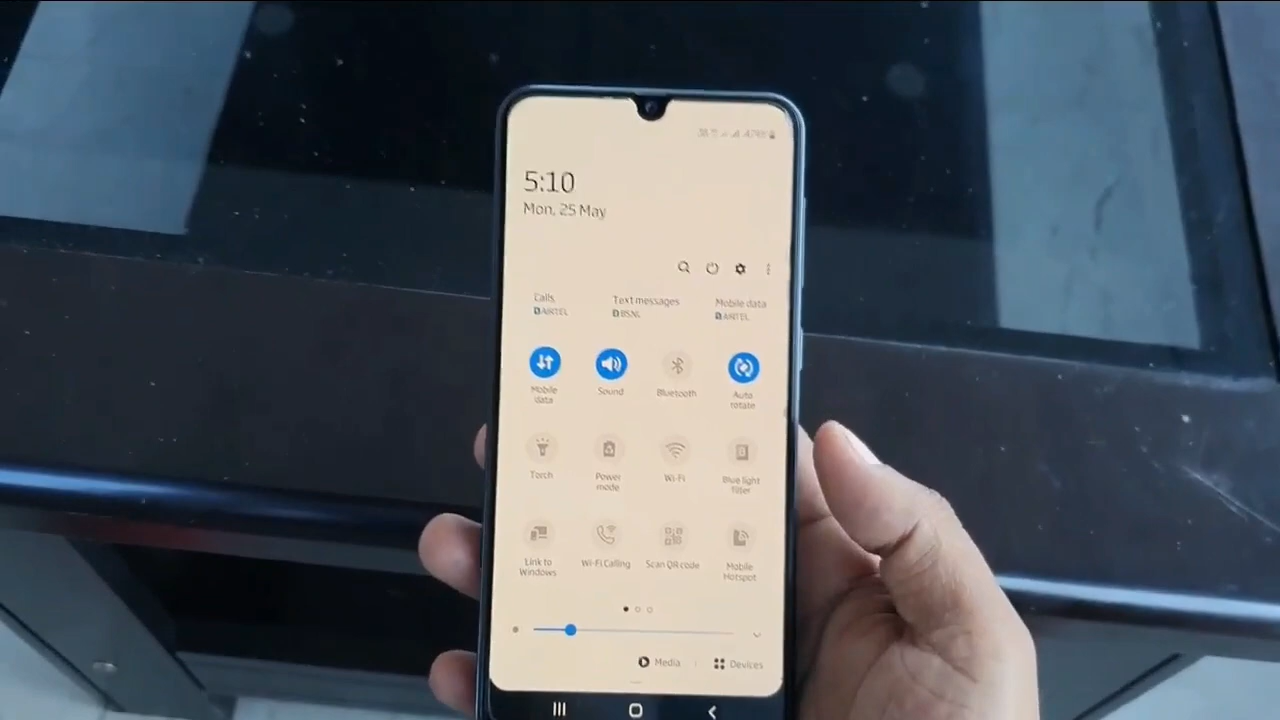 5:10
Mon, 25 May
Calls
AIRTEL
Text messages
BSNL
Mobile data
AIRTEL
Mobile data
Sound
Bluetooth
Auto rotate
Torch
Power mode
Wi-Fi
Blue light filter
Link to Windows
Wi-Fi Calling
Scan QR code
Mobile Hotspot
Media
Devices